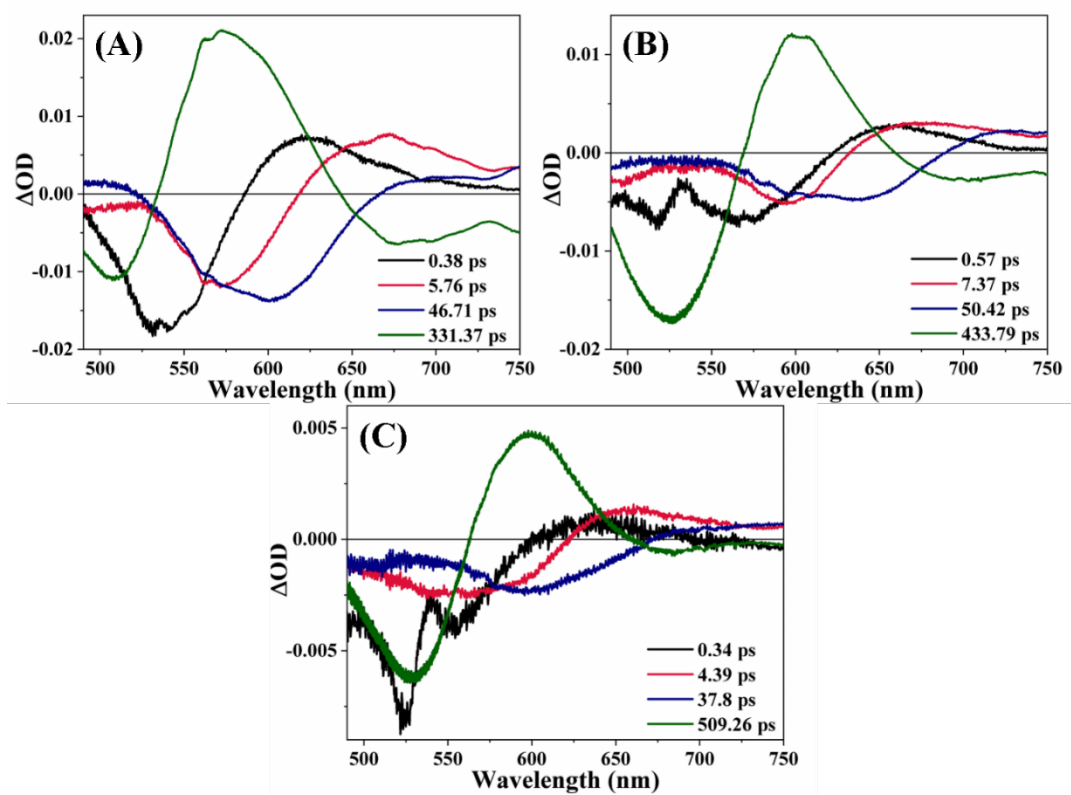 (A)
0.02
0.01
0.00
-0.01
-0.02
ΔOD
0.38 ps
5.76 ps
46.71 ps
331.37 ps
500 550 600 650 700 750
Wavelength (nm)
(B)
0.01
0.00
-0.01
-0.02
ΔOD
0.57 ps
7.37 ps
50.42 ps
433.79 ps
500 550 600 650 700 750
Wavelength (nm)
(C)
0.005
0.000
-0.005
ΔOD
0.34 ps
4.39 ps
37.8 ps
509.26 ps
500 550 600 650 700 750
Wavelength (nm)